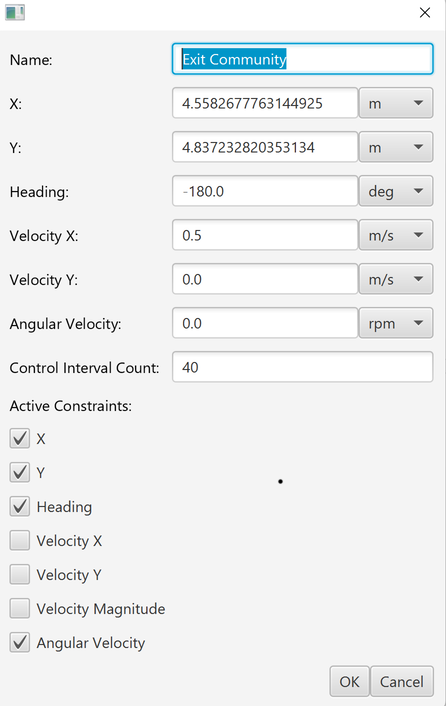 Name: Exit Community
X: 4.5582677763144925 m
Y: 4.837232820353134 m
Heading: -180.0 deg
Velocity X: 0.5 m/s
Velocity Y: 0.0 m/s
Angular Velocity: 0.0 rpm
Control Interval Count: 40
Active Constraints:
X
Y
Heading
Velocity X
Velocity Y
Velocity Magnitude
Angular Velocity
OK Cancel